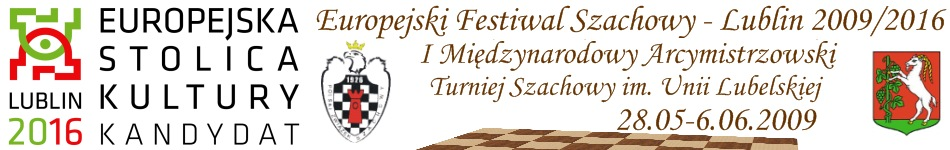 LUBLIN
2016
EUROPEJSKA
STOLICA
KULTURY
KANDYDAT
1926
Europejski Festiwal Szachowy - Lublin 2009/2016
I Międzynarodowy Arcymistrzowski
Turniej Szachowy im. Unii Lubelskiej
28.05-6.06.2009